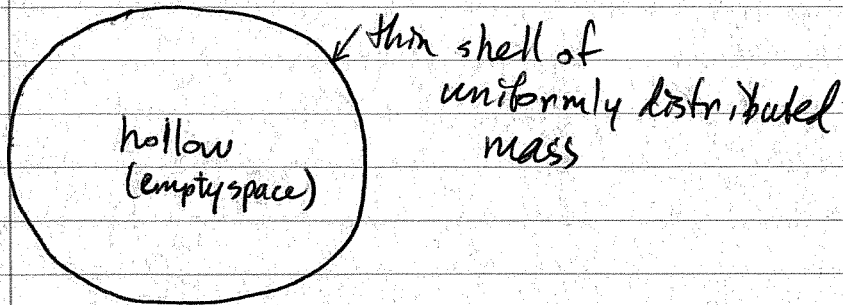 thin shell of
uniformly distributed
mass
hollow
(empty space)